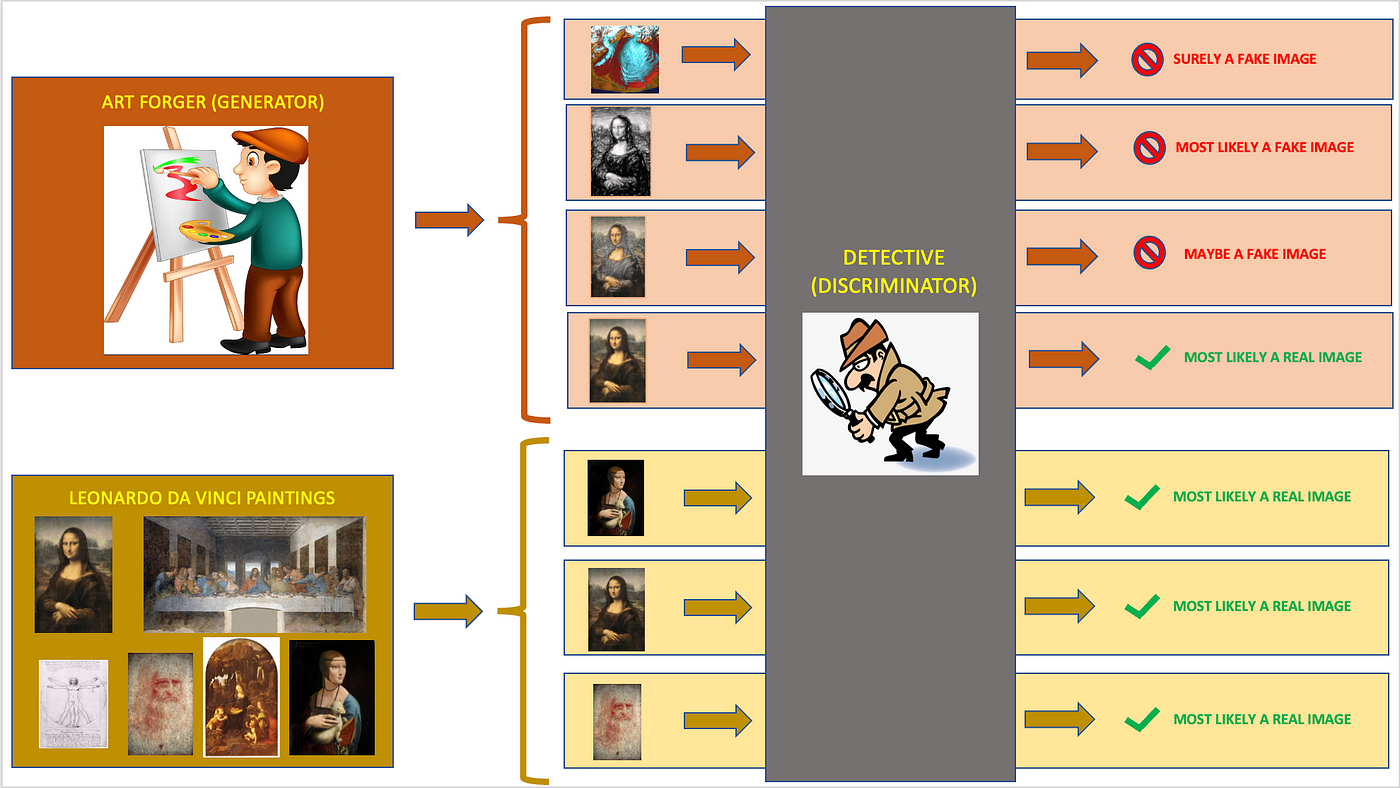 ART FORGER (GENERATOR)
SURELY A FAKE IMAGE
MOST LIKELY A FAKE IMAGE
MAYBE A FAKE IMAGE
MOST LIKELY A REAL IMAGE
DETECTIVE
(DISCRIMINATOR)
LEONARDO DA VINCI PAINTINGS
MOST LIKELY A REAL IMAGE
MOST LIKELY A REAL IMAGE
MOST LIKELY A REAL IMAGE